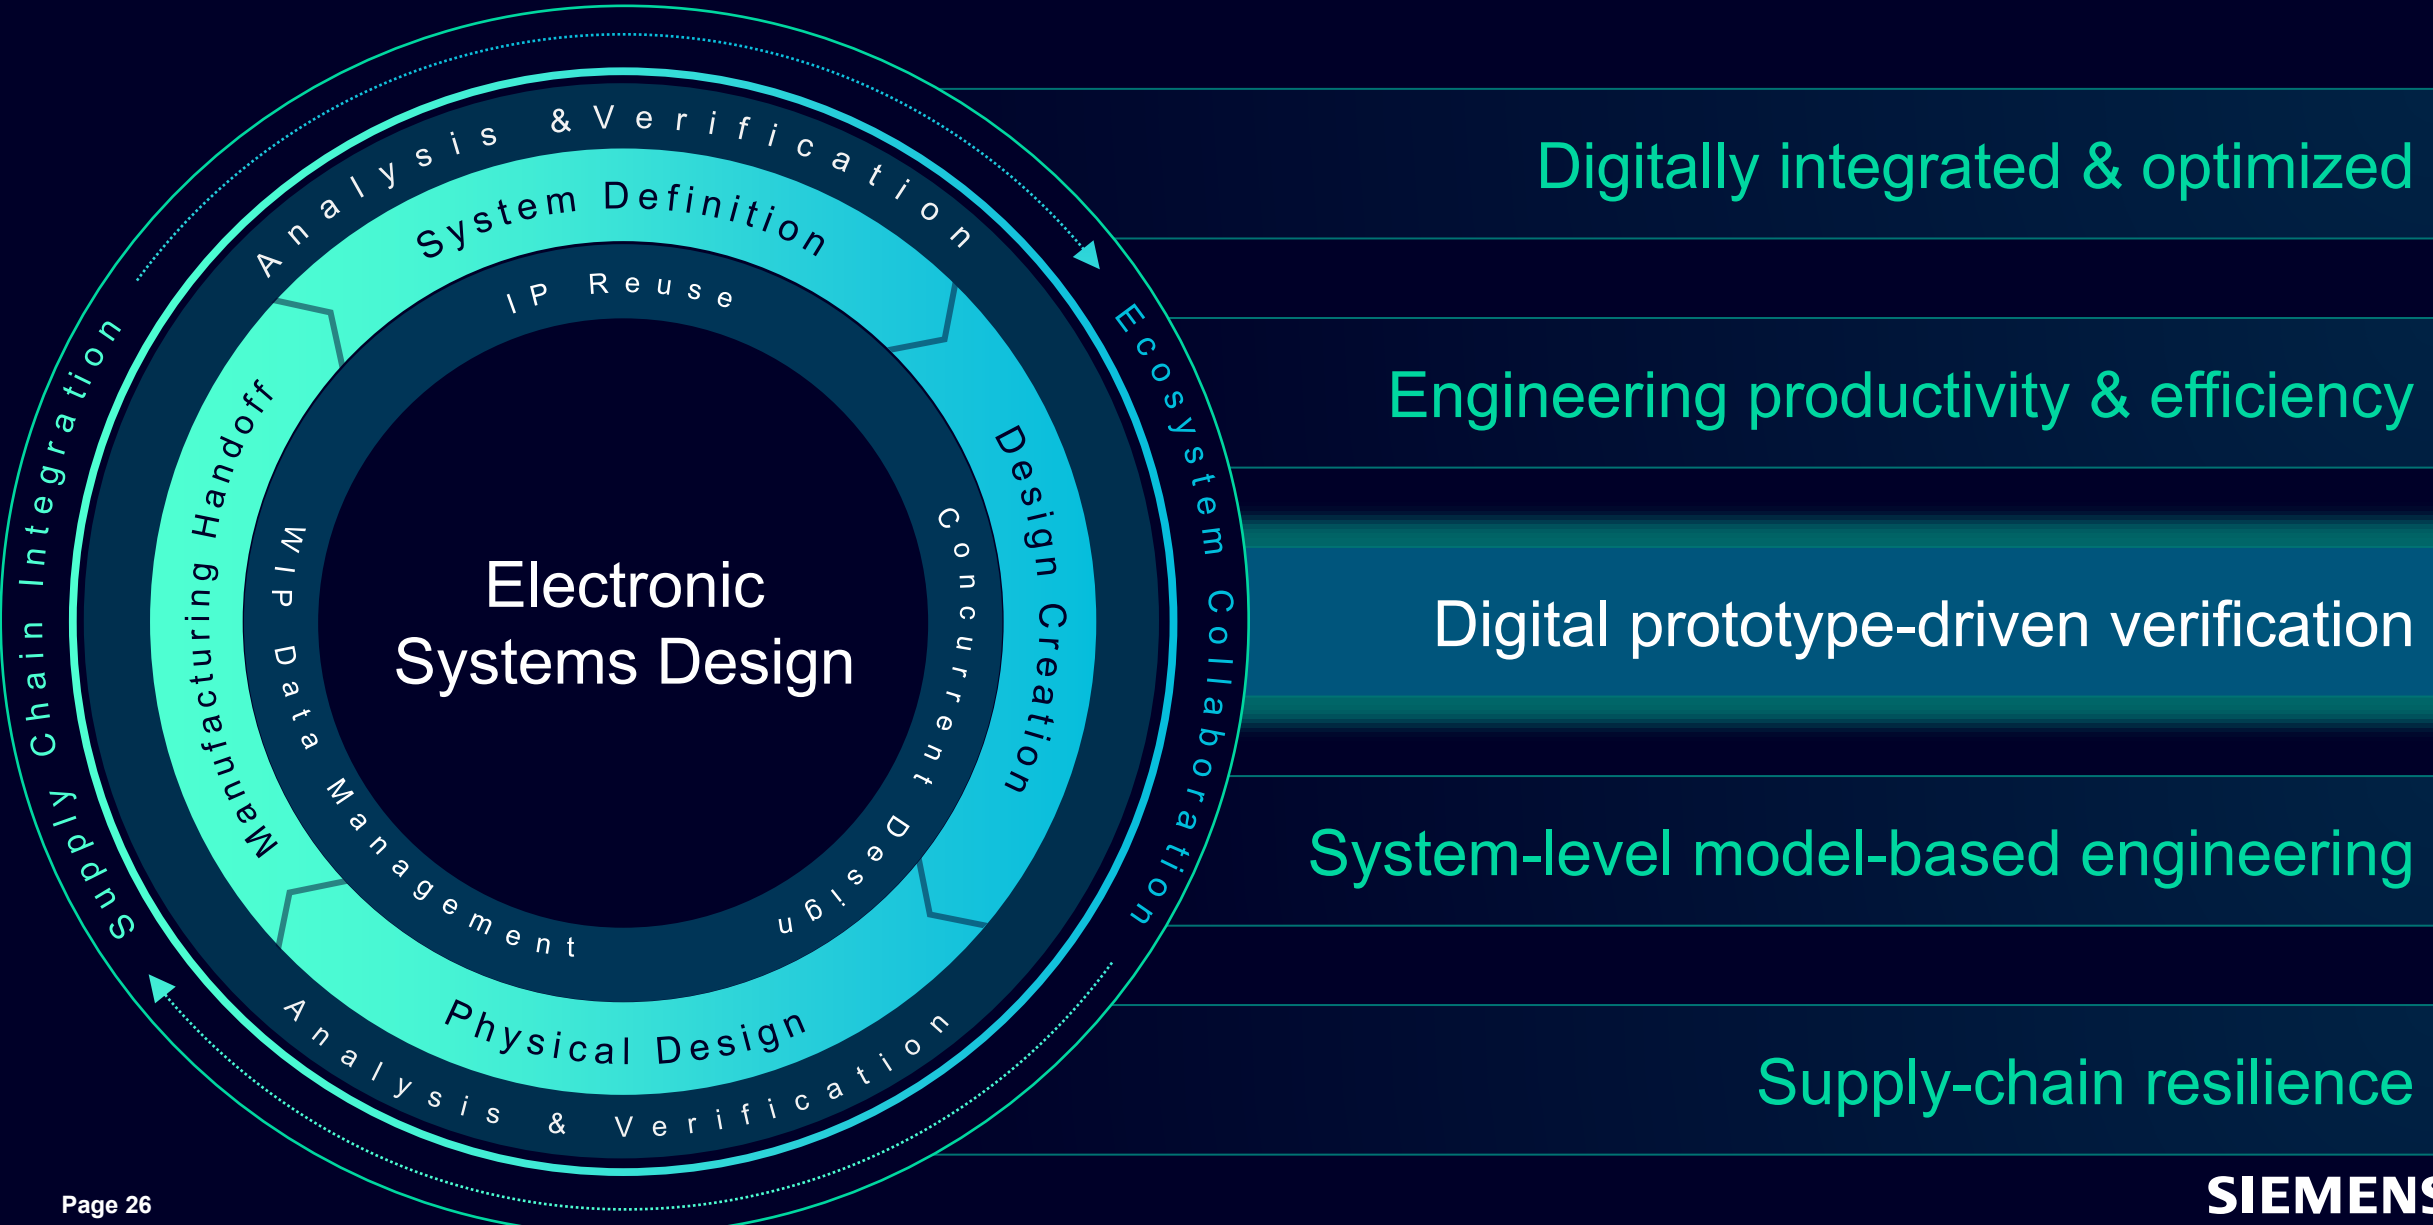 Analysis & Verification
System Definition
IP Reuse
Supply Chain Integration
Manufacturing Handoff
WIP Data Management
Electronic
Systems Design
Concurrent Design
Design Creation
Ecosystem Collaboration
Physical Design
Analysis & Verification
Digitally integrated & optimized
Engineering productivity & efficiency
Digital prototype-driven verification
System-level model-based engineering
Supply-chain resilience
Page 26
SIEMENS